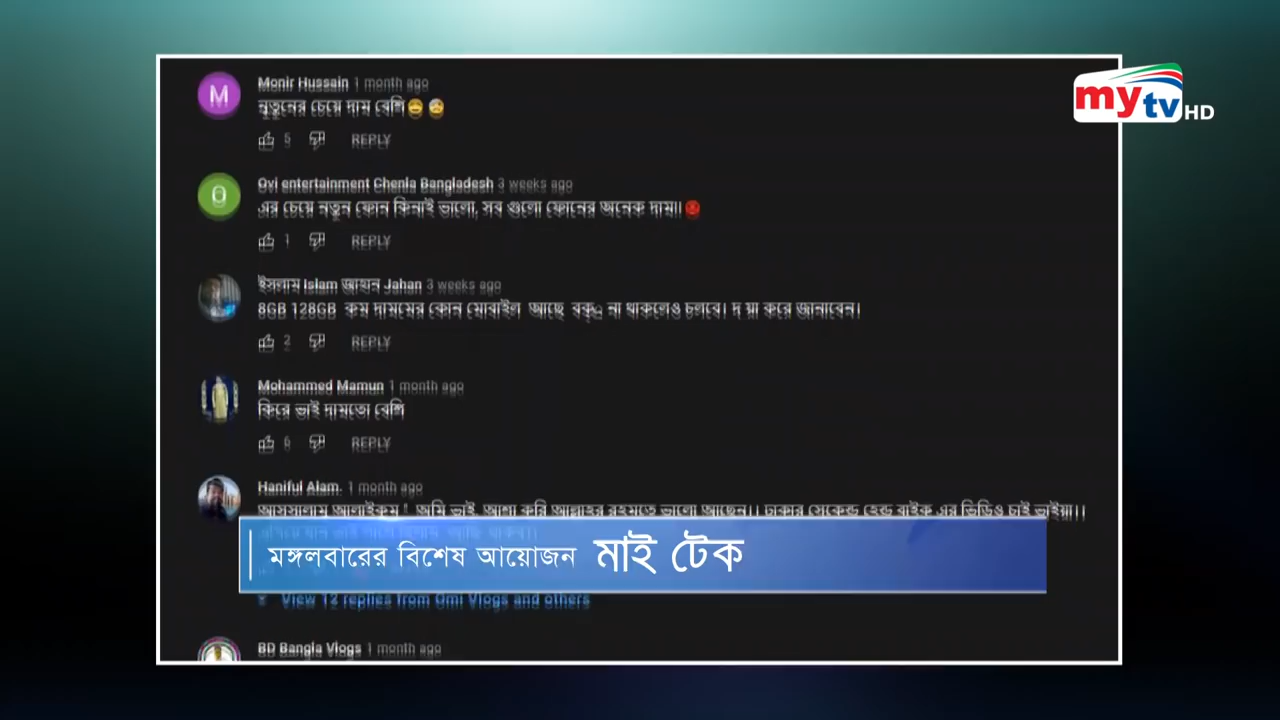 my tv HD
M
Monir Hussain 1 month ago
নুতুনের চেয়ে দাম বেশি
5 REPLY
O
Ovi entertainment Chenla Bangladesh 3 weeks ago
এর চেয়ে নতুন ফোন কিনাই ভালো, সব গুলো ফোনের অনেক দাম।।
1 REPLY
ইসলাম Islam জাহান Jahan 3 weeks ago
8GB 128GB কম দামমের কোন মোবাইল আছে না থাকলেও চলবে। দ য়া করে জানাবেন।
2 REPLY
Mohammed Mamun 1 month ago
কিরে ভাই দামতো বেশি
6 REPLY
Haniful Alam. 1 month ago
আসসালাম আলাইকুম আমি ভাই আশা করি আল্লাহর রহমতে ভালো আছেন।। ঢাকার সেকেন্ড হেন্ড বাইক এর ভিডিও চাই ভাইয়া।।
মঙ্গলবারের বিশেষ আয়োজন মাই টেক
View 12 replies from Omi Vlogs and others
BD Bangla Vlogs 1 month ago